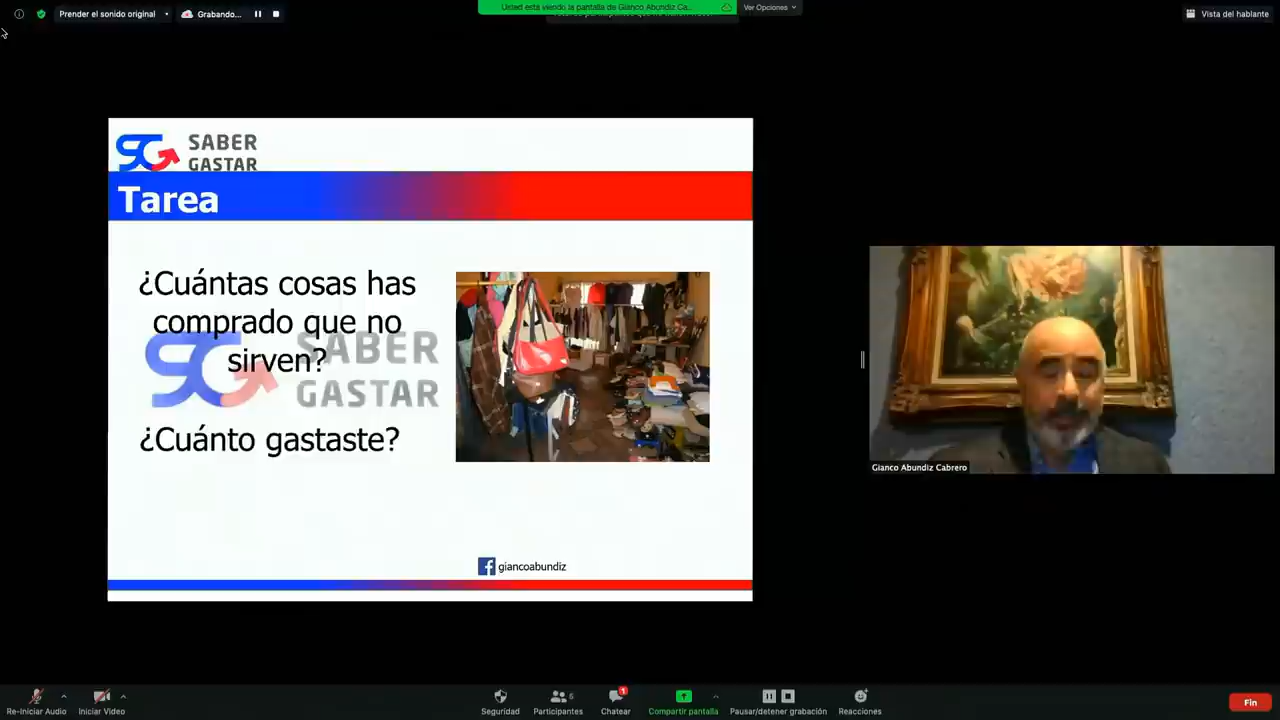 Prender el sonido original
Grabando...
Usted está viendo la pantalla de Gianco Abundiz Ca...
Ver Opciones
Vista del hablante
SABER
GASTAR
Tarea
¿Cuántas cosas has
comprado que no
sirven?
SABER
GASTAR
¿Cuánto gastaste?
giancoabundiz
Gianco Abundiz Cabrero
Re-Iniciar Audio
Iniciar Video
Seguridad
6
Participantes
1
Chatear
Compartir pantalla
Pausar/detener grabación
Reacciones
Fin